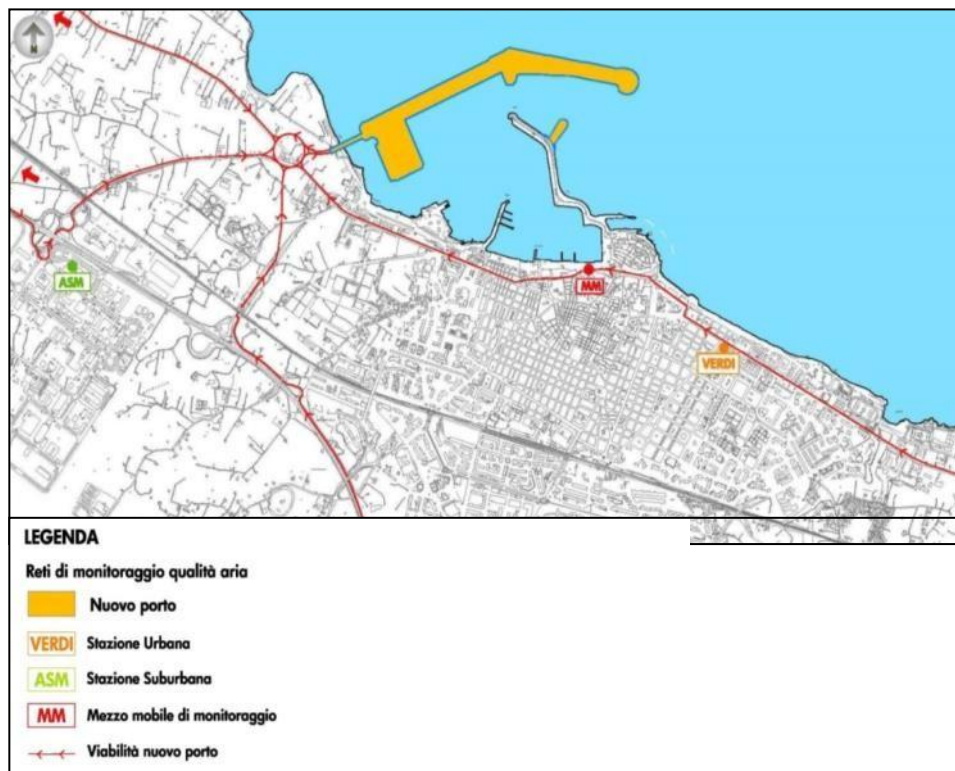 ASM
MM
VERDI
LEGENDA
Reti di monitoraggio qualità aria
Nuovo porto
VERDI Stazione Urbana
ASM Stazione Suburbana
MM Mezzo mobile di monitoraggio
Viabilità nuovo porto